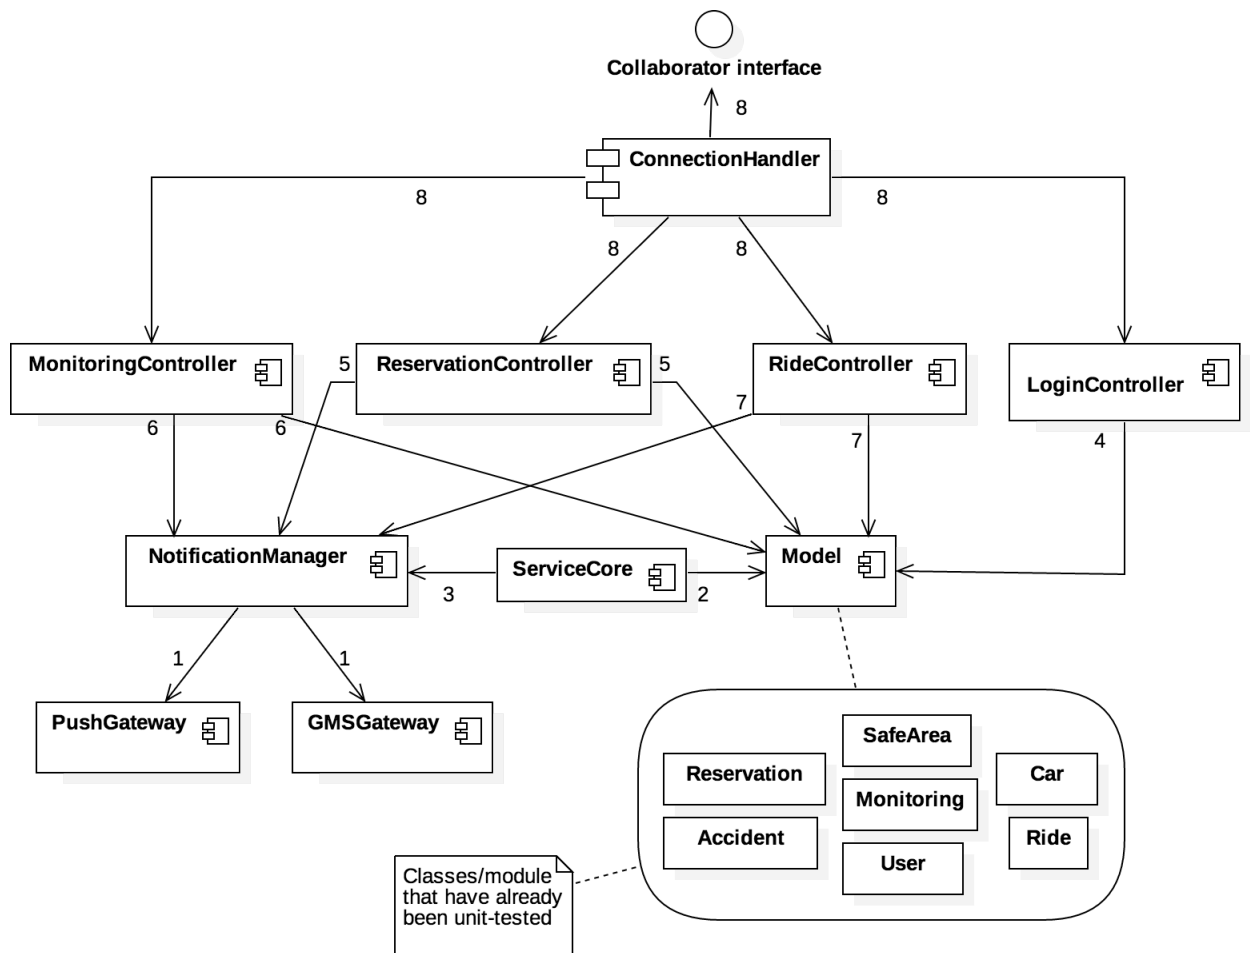 Collaborator interface
8
ConnectionHandler
8
8
8
8
MonitoringController
5
ReservationController
5
RideController
LoginController
6
6
7
7
4
NotificationManager
ServiceCore
Model
3
2
1
1
PushGateway
GMSGateway
SafeArea
Reservation
Car
Monitoring
Accident
Ride
User
Classes/module
that have already
been unit-tested